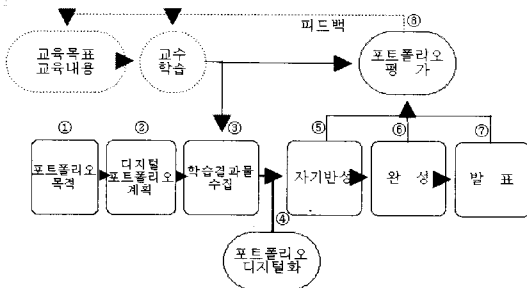 피드백
⑧
교육목표
교육내용
교수
학습
포트폴리오
평 가
①
②
③
⑤
⑥
⑦
포트폴리오
목적
디지털
포트폴리오
계획
학습결과물
수집
자기반성
완 성
발 표
④
포트폴리오
디지털화